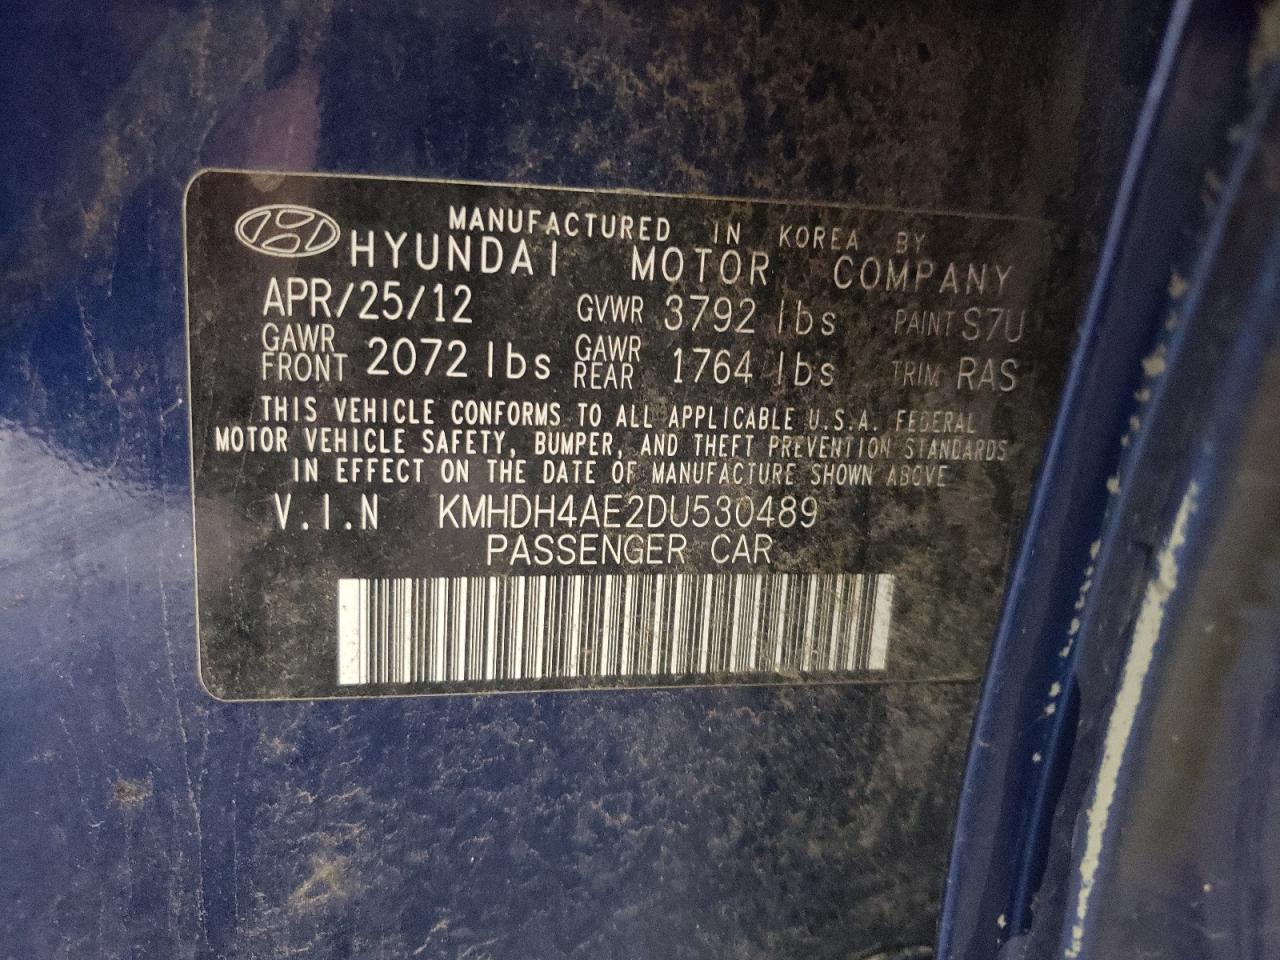 MANUFACTURED IN KOREA BY
HYUNDAI MOTOR COMPANY
APR/25/12 GVWR 3792 lbs PAINT S7U
GAWR FRONT 2072 lbs GAWR REAR 1764 lbs TRIM RAS
THIS VEHICLE CONFORMS TO ALL APPLICABLE U.S.A. FEDERAL
MOTOR VEHICLE SAFETY, BUMPER, AND THEFT PREVENTION STANDARDS
IN EFFECT ON THE DATE OF MANUFACTURE SHOWN ABOVE
V.I.N KMHDH4AE2DU530489
PASSENGER CAR